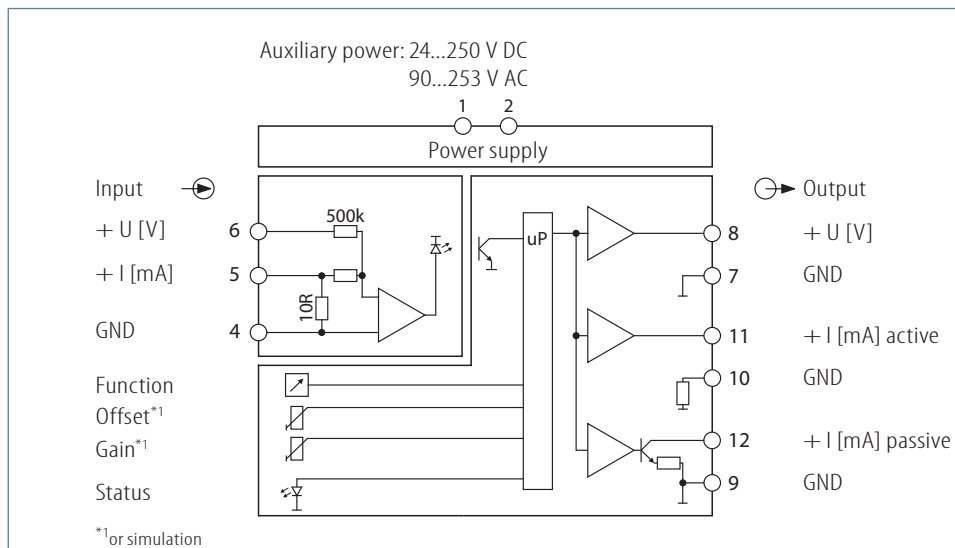 Auxiliary power: 24...250 V DC
90...253 V AC
1 2
Power supply
Input
Output
+ U [V] 6 500k
uP
8 + U [V]
+ I [mA] 5
7 GND
10R
GND 4
11 + I [mA] active
Function
10 GND
Offset*1
Gain*1
12 + I [mA] passive
Status
9 GND
*1or simulation